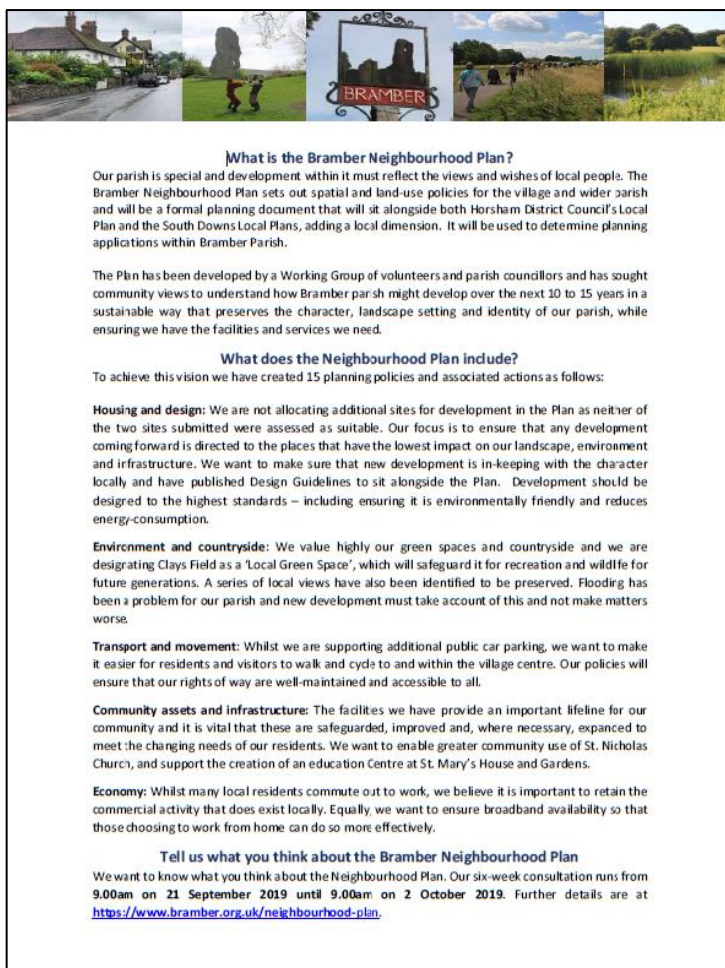 BRAMBER
What is the Bramber Neighbourhood Plan?
Our parish is special and development within it must reflect the views and wishes of local people. The
Bramber Neighbourhood Plan sets out spatial and land-use policies for the village and wider parish
and will be a formal planning document that will sit alongside both Horsham District Council's Local
Plan and the South Downs Local Plans, adding a local dimension. It will be used to determine planning
applications within Bramber Parish.
The Plan has been developed by a Working Group of volunteers and parish councillors and has sought
community views to understand how Bramber parish might develop over the next 10 to 15 years in a
sustainable way that preserves the character, landscape setting and identity of our parish, while
ensuring we have the facilities and services we need.
What does the Neighbourhood Plan include?
To achieve this vision we have created 15 planning policies and associated actions as follows:
Housing and design: We are not allocating additional sites for development in the Plan as neither of
the two sites submitted were assessed as suitable. Our focus is to ensure that any development
coming forward is directed to the places that have the lowest impact on our landscape, environment
and infrastructure. We want to make sure that new development is in-keeping with the character
locally and have published Design Guidelines to sit alongside the Plan. Development should be
designed to the highest standards – including ensuring it is environmentally friendly and reduces
energy-consumption.
Environment and countryside: We value highly our green spaces and countryside and we are
designating Clays Field as a 'Local Green Space', which will safeguard it for recreation and wildlife for
future generations. A series of local views have also been identified to be preserved. Flooding has
been a problem for our parish and new development must take account of this and not make matters
worse.
Transport and movement: Whilst we are supporting additional public car parking, we want to make
it easier for residents and visitors to walk and cycle to and within the village centre. Our policies will
ensure that our rights of way are well-maintained and accessible to all.
Community assets and infrastructure: The facilities we have provide an important lifeline for our
community and it is vital that these are safeguarded, improved and, where necessary, expanded to
meet the changing needs of our residents. We want to enable greater community use of St. Nicholas
Church, and support the creation of an education Centre at St. Mary's House and Gardens.
Economy: Whilst many local residents commute out to work, we believe it is important to retain the
commercial activity that does exist locally. Equally, we want to ensure broadband availability so that
those choosing to work from home can do so more effectively.
Tell us what you think about the Bramber Neighbourhood Plan
We want to know what you think about the Neighbourhood Plan. Our six-week consultation runs from
9.00am on 21 September 2019 until 9.00am on 2 October 2019. Further details are at
https://www.bramber.org.uk/neighbourhood-plan.